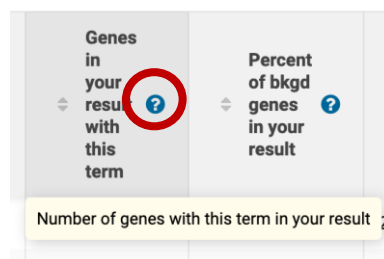 Genes
in
your
result
with
this
term
Percent
of bkgd
genes
in your
result
Number of genes with this term in your result